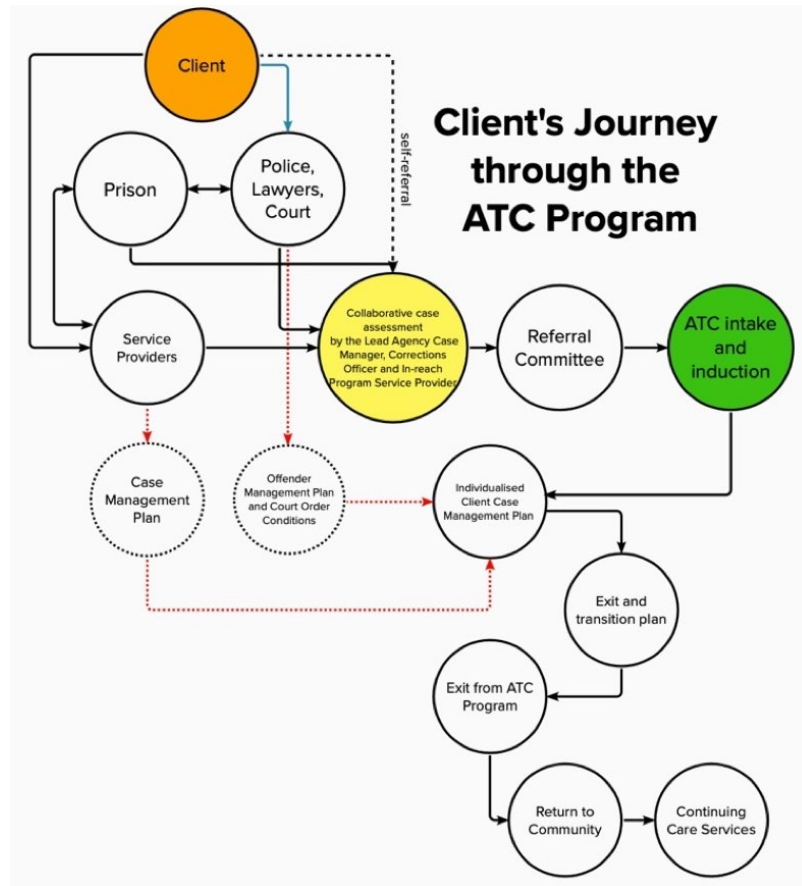 Client
Client's Journey
through the
ATC Program
self-referral
Prison
Police,
Lawyers,
Court
Service
Providers
Collaborative case
assessment
by the Lead Agency Case
Manager, Corrections
Officer and In-reach
Program Service Provider
Referral
Committee
ATC intake
and
induction
Case
Management
Plan
Offender
Management Plan
and Court Order
Conditions
Individualised
Client Case
Management Plan
Exit and
transition plan
Exit from ATC
Program
Return to
Community
Continuing
Care Services